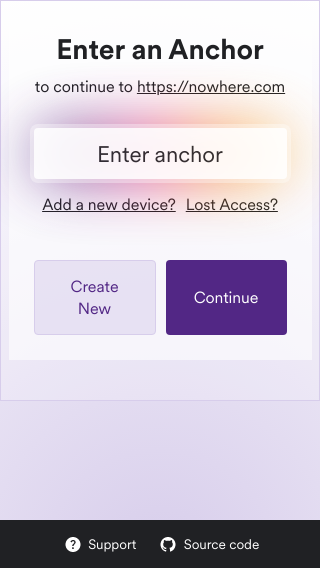 Enter an Anchor
to continue to https://nowhere.com
Enter anchor
Add a new device? Lost Access?
Create
New
Continue
Support Source code